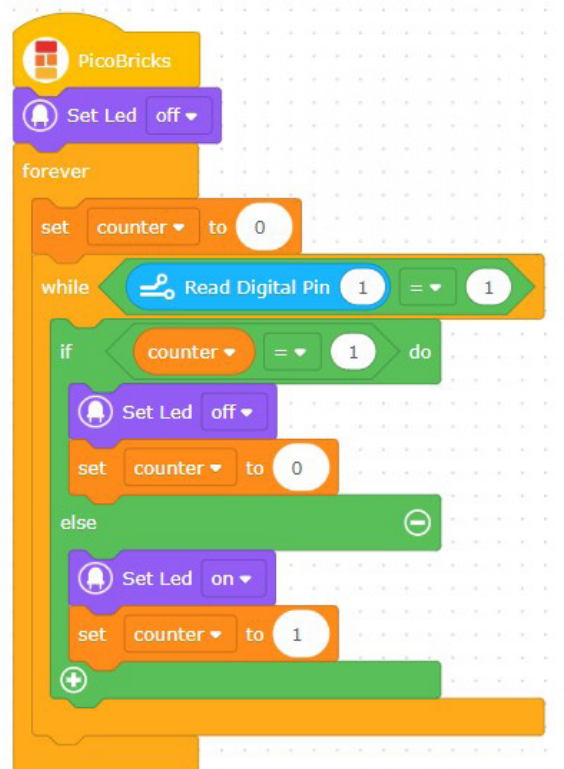 PicoBricks
Set Led off
forever
set counter to 0
while Read Digital Pin 1 = 1
if counter = 1 do
Set Led off
set counter to 0
else
Set Led on
set counter to 1